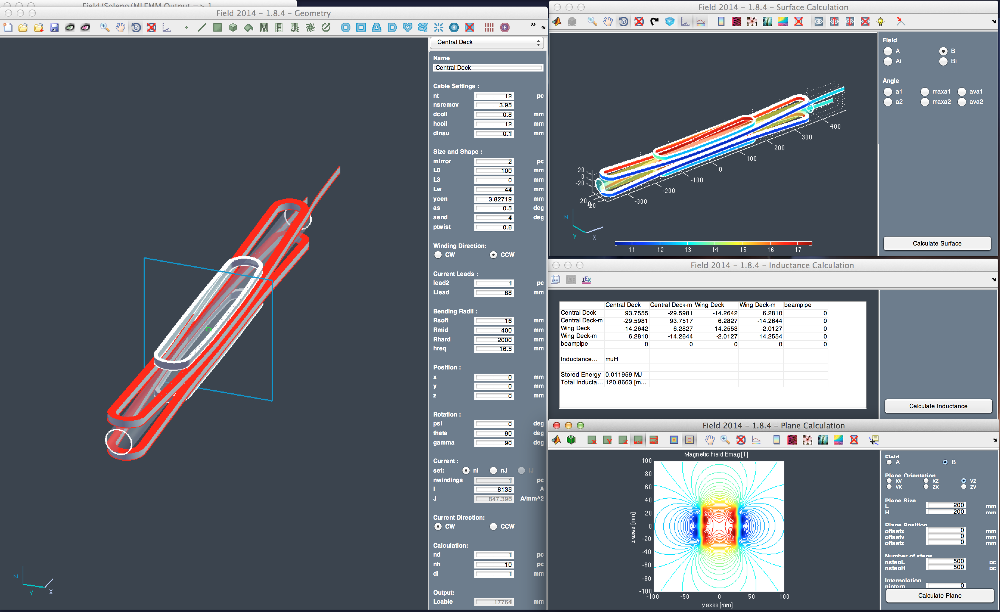 Field/Soleno/MLFMM Output => 1
Field 2014 – 1.8.4 – Geometry
Central Deck
Name
Central Deck
Cable Settings :
nt 12 pc
nsremov 3.95
dcoil 0.8 mm
hcoil 12 mm
dinsu 0.1 mm
Size and Shape :
mirror 2 pc
L0 100 mm
L3 0 mm
Lw 44 mm
ycen 3.82719 mm
as 0.5 deg
aend 4 deg
ptwist 0.6
Winding Direction:
CW CCW
Current Leads :
lead2 1 pc
Llead 88 mm
Bending Radii :
Rsoft 16 mm
Rmid 400 mm
Rhard 2000 mm
hreq 16.5 mm
Position :
x 0 mm
y 0 mm
z 0 mm
Rotation :
psi 0 deg
theta 90 deg
gamma 90 deg
Current :
set: nI nJ IJ
nwindings 1 pc
I 8135 A
J 847.396 A/mm^2
Current Direction:
CW CCW
Calculation:
nd 1 pc
nh 10 pc
dl 1 mm
Output:
Lcable 17764 mm
Z
Y
X
Field 2014 – 1.8.4 – Surface Calculation
Field
A B
Ai Bi
Angle
a1 maxa1 ava1
a2 maxa2 ava2
Calculate Surface
400
300
200
100
0
-100
-200
-300
20
0
-20
20
0
-20
Z
Y
X
11 12 13 14 15 16 17
Field 2014 – 1.8.4 – Inductance Calculation
TEX
Central Deck Central Deck-m Wing Deck Wing Deck-m beampipe
Central Deck 93.7555 -29.5981 -14.2642 6.2810 0
Central Deck-m -29.5981 93.7517 6.2827 -14.2644 0
Wing Deck -14.2642 6.2827 14.2553 -2.0127 0
Wing Deck-m 6.2810 -14.2644 -2.0127 14.2554 0
beampipe 0 0 0 0 0
Inductance... muH
Stored Energy 0.011959 MJ
Total Inducta... 120.8663 [m...
Calculate Inductance
Field 2014 – 1.8.4 – Plane Calculation
Magnetic Field Bmag [T]
100
80
60
40
20
0
-20
-40
-60
-80
-100
z axes [mm]
-100 -50 0 50 100
y axes [mm]
Field
A B
Plane Orientation
xy xz yz
yx zx zy
Plane Size
L 200 mm
H 200 mm
Plane Position
offsetx 0 mm
offsety 0 mm
offsetz 0 mm
Number of steps
nstepL 500 pc
nstepH 500 pc
Interpolation
ninterp 0
Calculate Plane